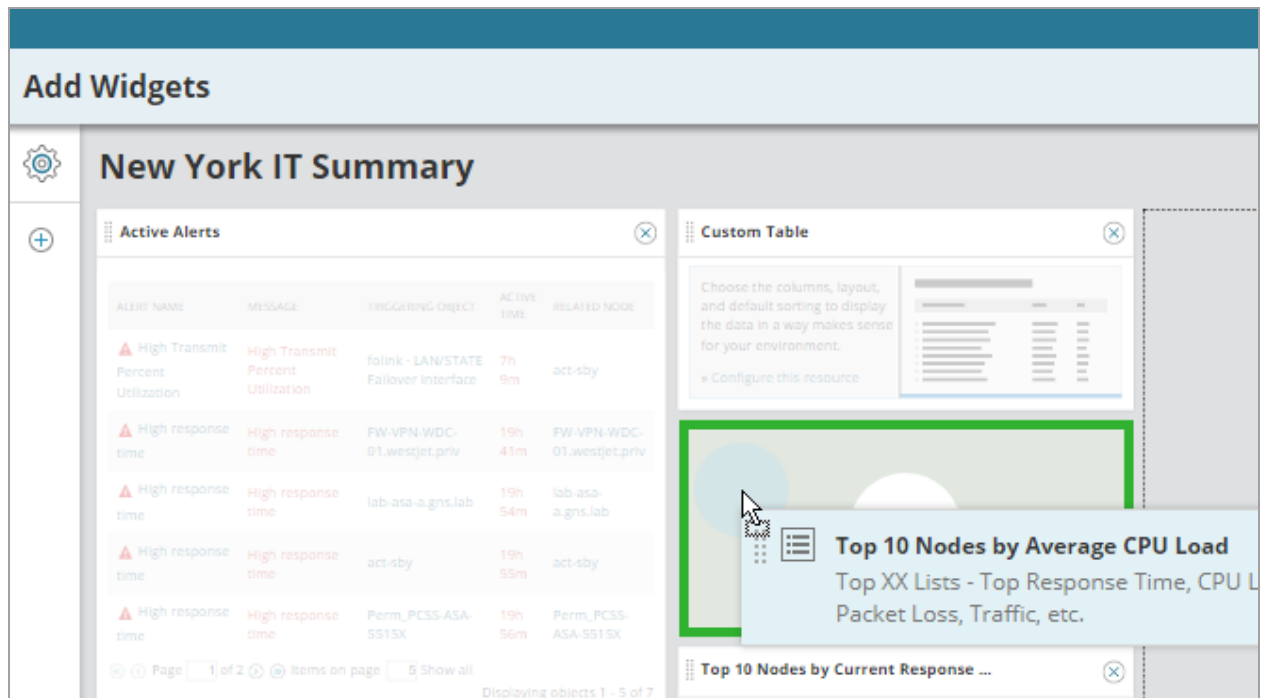 Add Widgets
New York IT Summary
Active Alerts
ALERT NAME MESSAGE TRIGGERING OBJECT ACTIVE TIME RELATED NODE
High Transmit Percent Utilization High Transmit Percent Utilization folink - LAN/STATE Failover Interface 7h 9m act-sby
High response time High response time FW-VPN-WDC-01.westjet.priv 19h 41m FW-VPN-WDC-01.westjet.priv
High response time High response time lab-asa-a.gns.lab 19h 54m lab-asa-a.gns.lab
High response time High response time act-sby 19h 55m act-sby
High response time High response time Perm_PCSS-ASA-5515X 19h 56m Perm_PCSS-ASA-5515X
Page 1 of 2 Items on page 5 Show all
Displaying objects 1 - 5 of 7
Custom Table
Choose the columns, layout,
and default sorting to display
the data in a way makes sense
for your environment.
» Configure this resource
Top 10 Nodes by Average CPU Load
Top XX Lists - Top Response Time, CPU L
Packet Loss, Traffic, etc.
Top 10 Nodes by Current Response ...